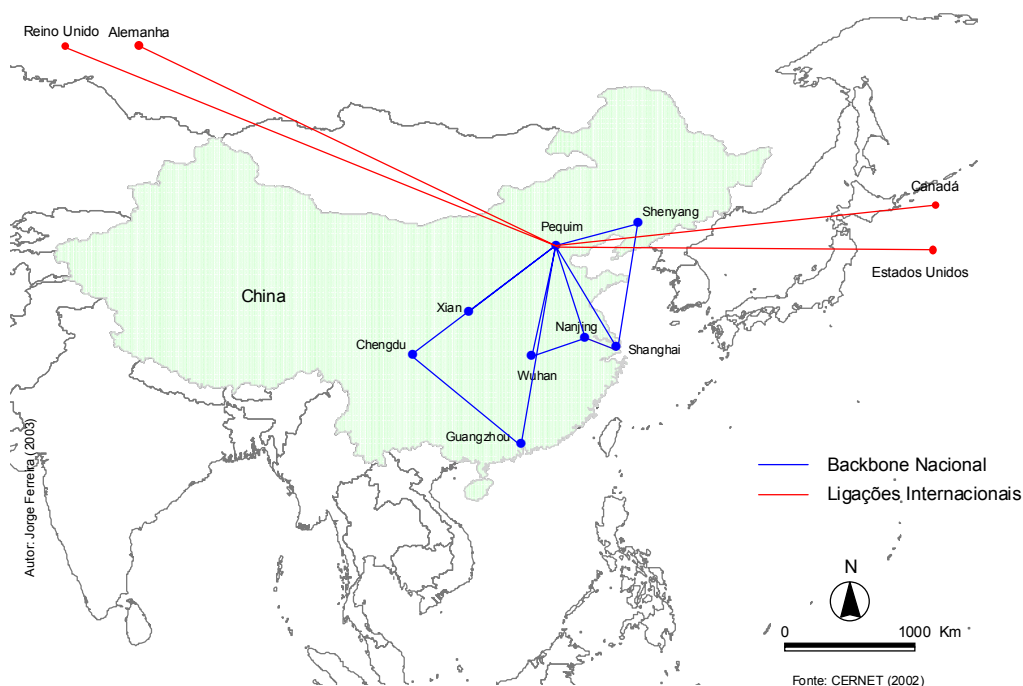 Reino Unido
Alemanha
Canadá
Shenyang
Pequim
Estados Unidos
China
Xian
Nanjing
Chengdu
Shanghai
Wuhan
Guangzhou
Backbone Nacional
Ligações Internacionais
Autor: Jorge Ferreira (2003)
N
0 1000 Km
Fonte: CERNET (2002)